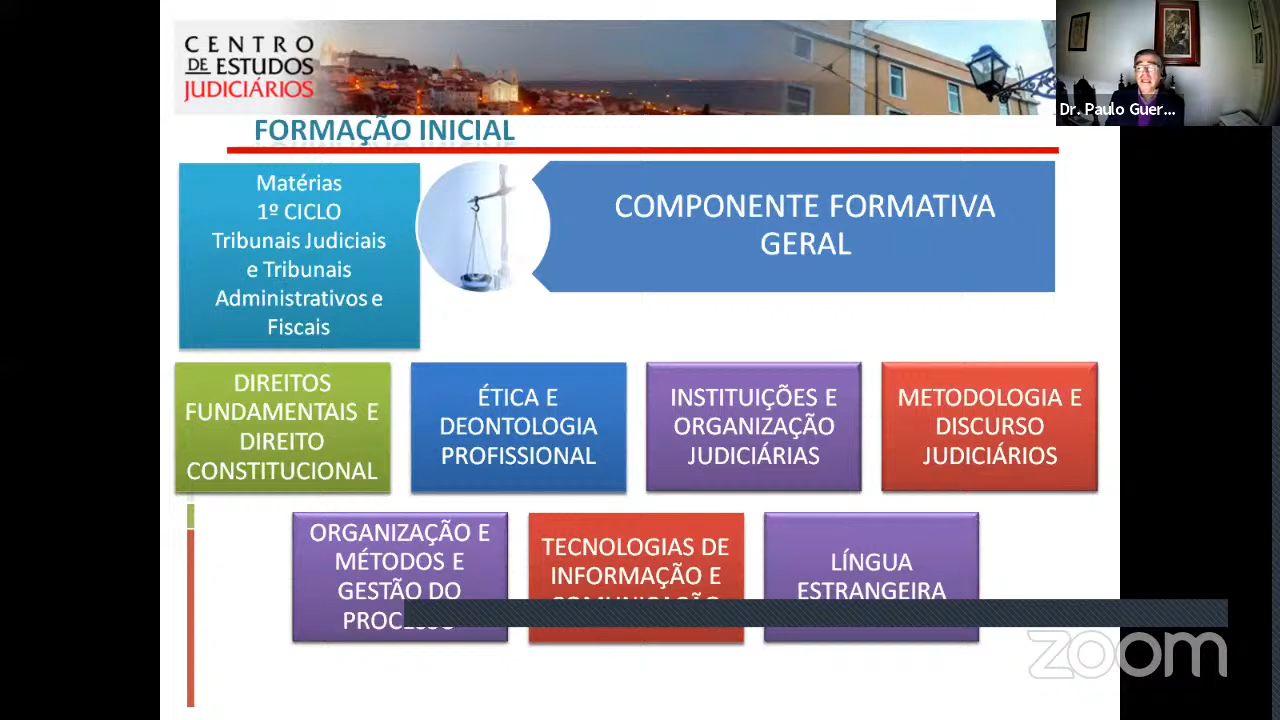 CENTRO
DE ESTUDOS
JUDICIÁRIOS
Dr. Paulo Guer...
FORMAÇÃO INICIAL
Matérias
1º CICLO
Tribunais Judiciais
e Tribunais
Administrativos e
Fiscais
COMPONENTE FORMATIVA
GERAL
DIREITOS
FUNDAMENTAIS E
DIREITO
CONSTITUCIONAL
ÉTICA E
DEONTOLOGIA
PROFISSIONAL
INSTITUIÇÕES E
ORGANIZAÇÃO
JUDICIÁRIAS
METODOLOGIA E
DISCURSO
JUDICIÁRIOS
ORGANIZAÇÃO E
MÉTODOS E
GESTÃO DO
PROCESSO
TECNOLOGIAS DE
INFORMAÇÃO E
COMUNICAÇÃO
LÍNGUA
ESTRANGEIRA
zoom